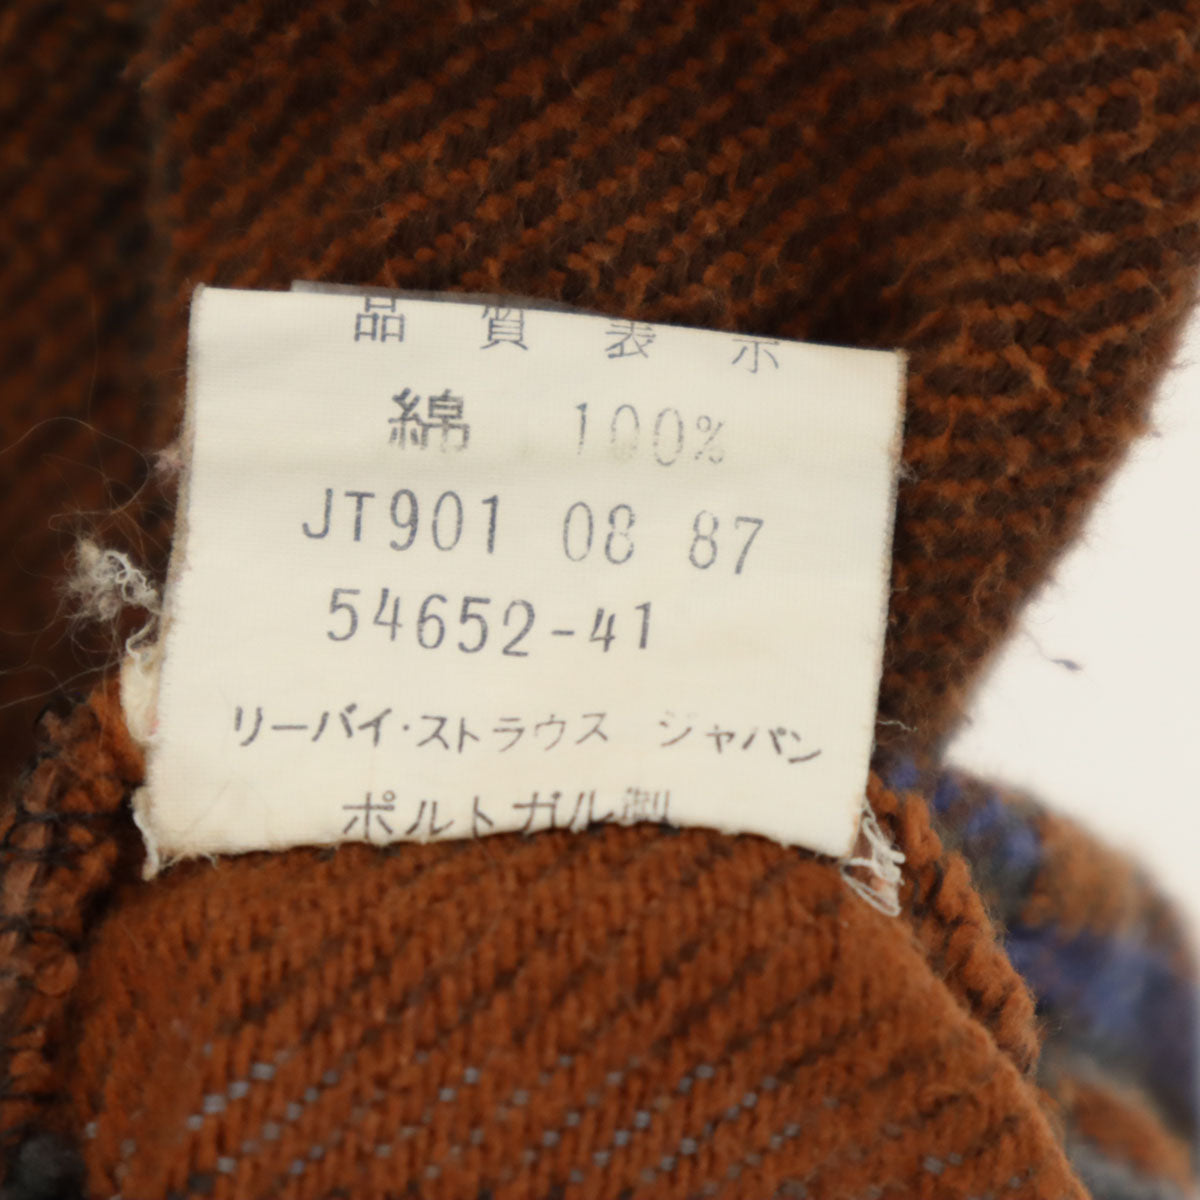 品質表示
綿 100%
JT901 08 87
54652-41
リーバイ・ストラウス ジャパン
ポルトガル製